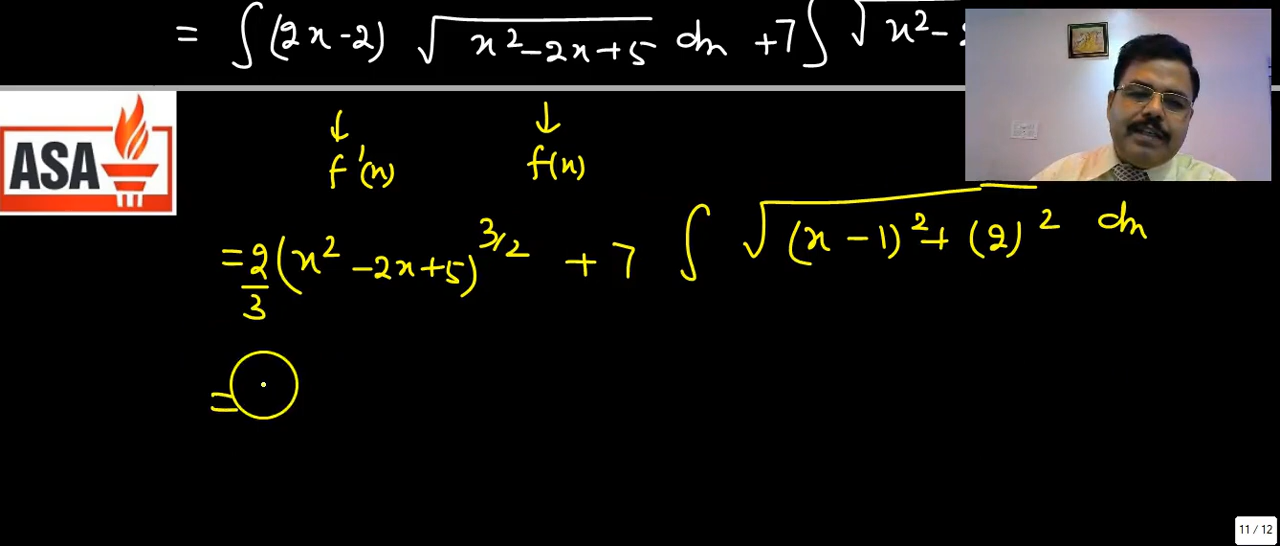 = ∫ (2x-2) √x²-2x+5 dx + 7 ∫ √x²-
ASA
↓ ↓
f'(x) f(x)
= 2/3 (x² - 2x + 5)^3/2 + 7 ∫ √(x - 1)² + (2)² dx
=
11 / 12